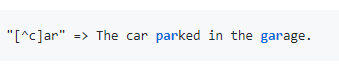 "[^c]ar" => The car parked in the garage.